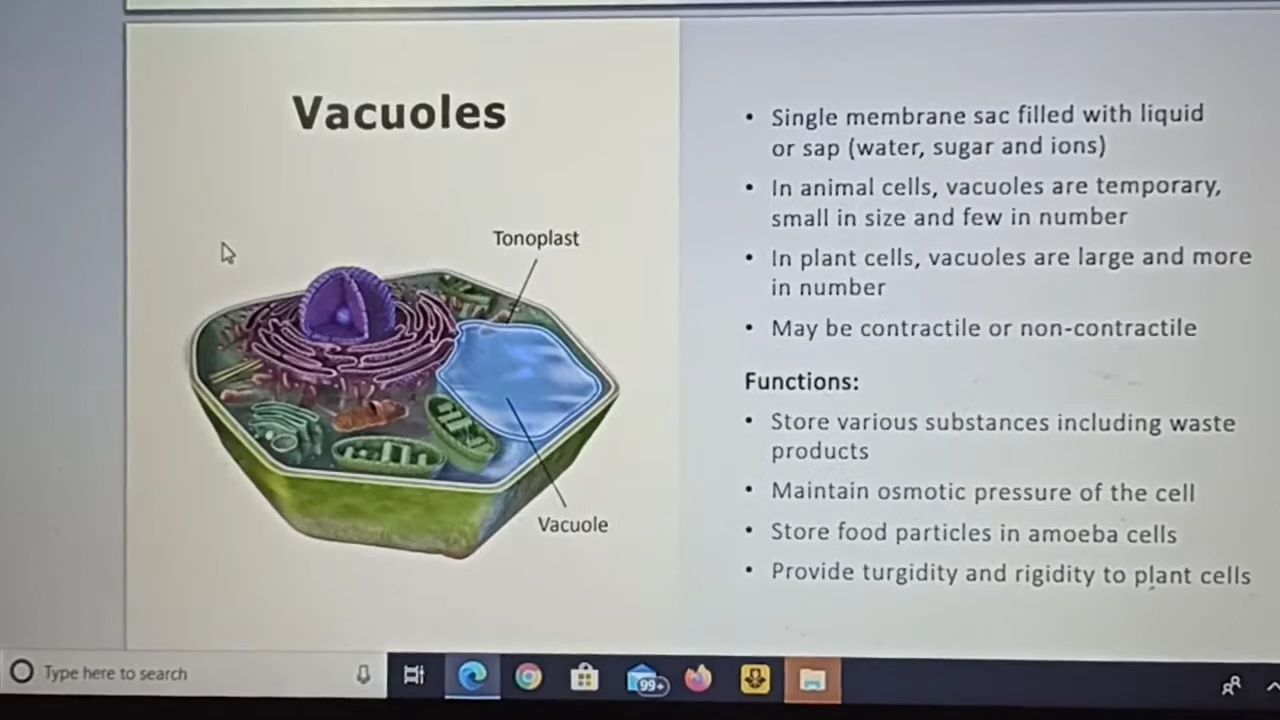 Vacuoles
Tonoplast
Vacuole
• Single membrane sac filled with liquid
or sap (water, sugar and ions)
• In animal cells, vacuoles are temporary,
small in size and few in number
• In plant cells, vacuoles are large and more
in number
• May be contractile or non-contractile
Functions:
• Store various substances including waste
products
• Maintain osmotic pressure of the cell
• Store food particles in amoeba cells
• Provide turgidity and rigidity to plant cells
Type here to search
99+